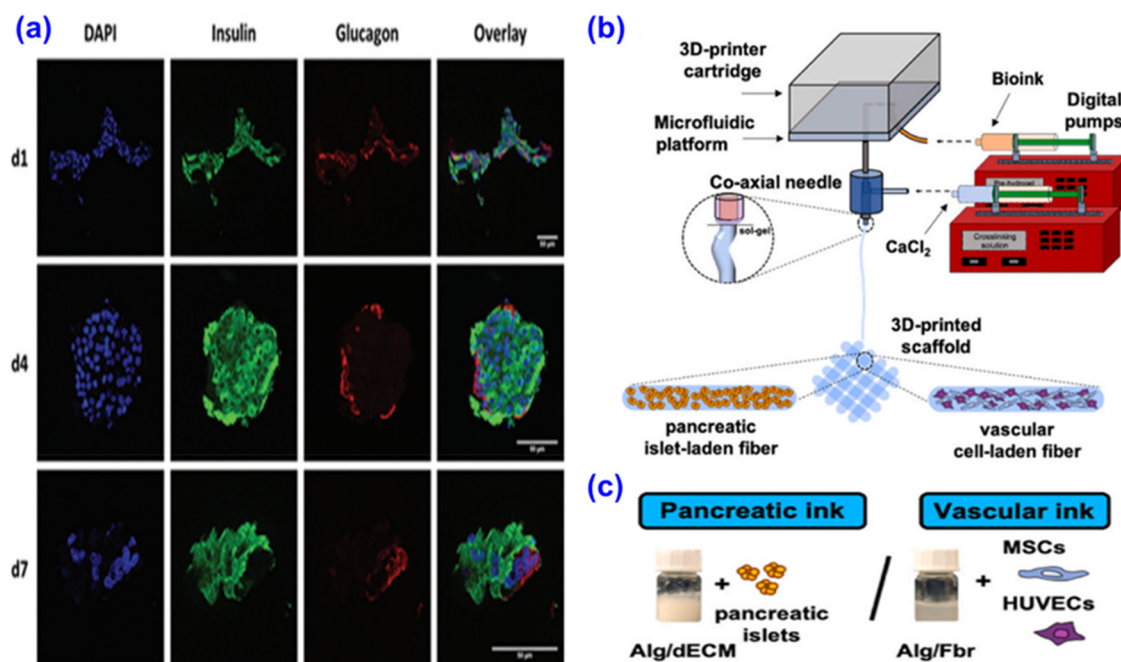 (a)
DAPI Insulin Glucagon Overlay
d1
d4
d7
(b)
3D-printer
cartridge
Microfluidic
platform
Co-axial needle
sol-gel
Bioink
Digital
pumps
CaCl₂
Crosslinking
solution
3D-printed
scaffold
pancreatic
islet-laden fiber
vascular
cell-laden fiber
(c)
Pancreatic ink
Vascular ink
Alg/dECM
+
pancreatic
islets
/
Alg/Fbr
+
MSCs
HUVECs